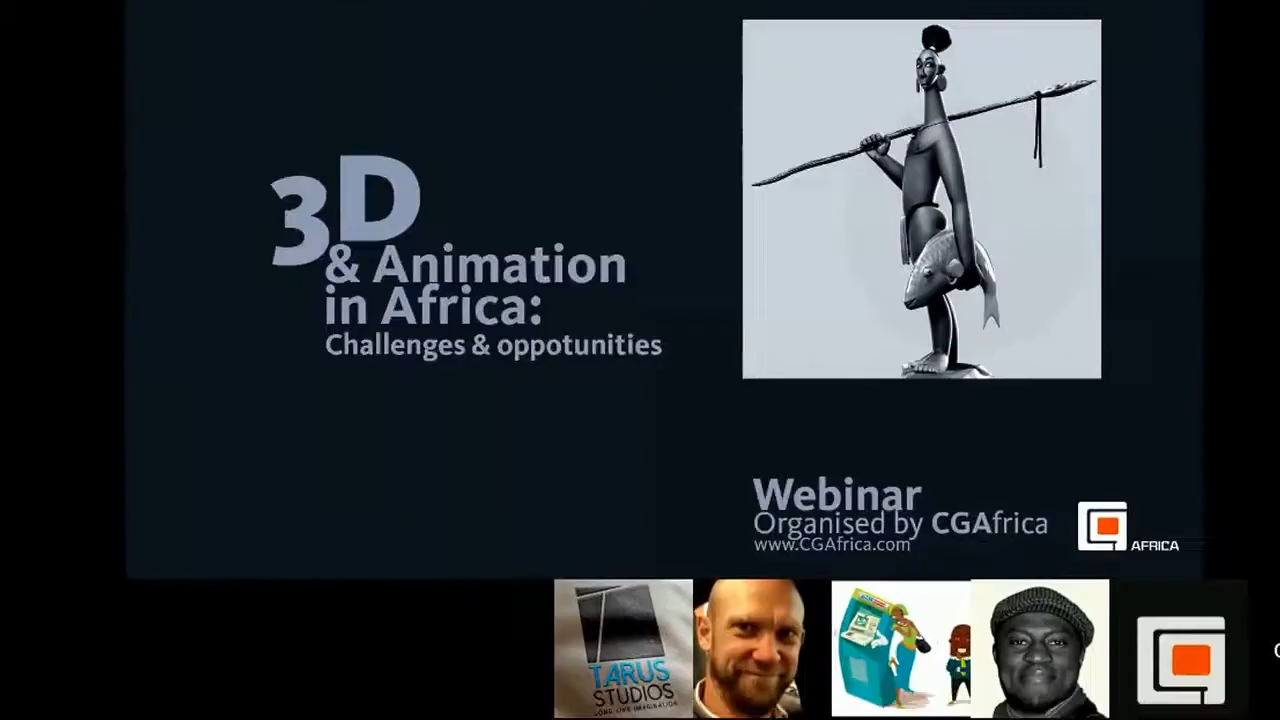 3D
& Animation
in Africa:
Challenges & oppotunities
Webinar
Organised by CGAfrica
www.CGAfrica.com
AFRICA
TARUS
STUDIOS
LONG LIVE IMAGINATION